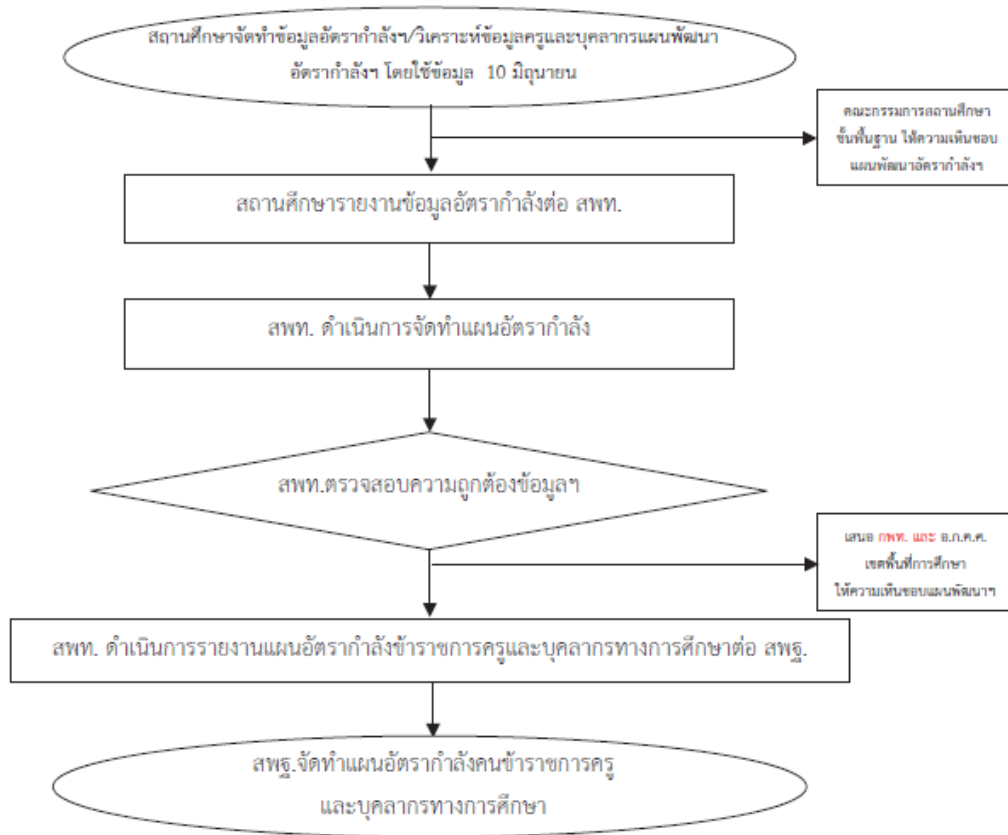 สถานศึกษาจัดทำข้อมูลอัตรากำลังฯ/วิเคราะห์ข้อมูลครูและบุคลากรแผนพัฒนา
อัตรากำลังฯ โดยใช้ข้อมูล 10 มิถุนายน
คณะกรรมการสถานศึกษา
ขั้นพื้นฐาน ให้ความเห็นชอบ
แผนพัฒนาอัตรากำลังฯ
สถานศึกษารายงานข้อมูลอัตรากำลังต่อ สพท.
สพท. ดำเนินการจัดทำแผนอัตรากำลัง
สพท.ตรวจสอบความถูกต้องข้อมูลฯ
เสนอ กพท. และ อ.ก.ค.ศ.
เขตพื้นที่การศึกษา
ให้ความเห็นชอบแผนพัฒนาฯ
สพท. ดำเนินการรายงานแผนอัตรากำลังข้าราชการครูและบุคลากรทางการศึกษาต่อ สพฐ.
สพฐ.จัดทำแผนอัตรากำลังคนข้าราชการครู
และบุคลากรทางการศึกษา